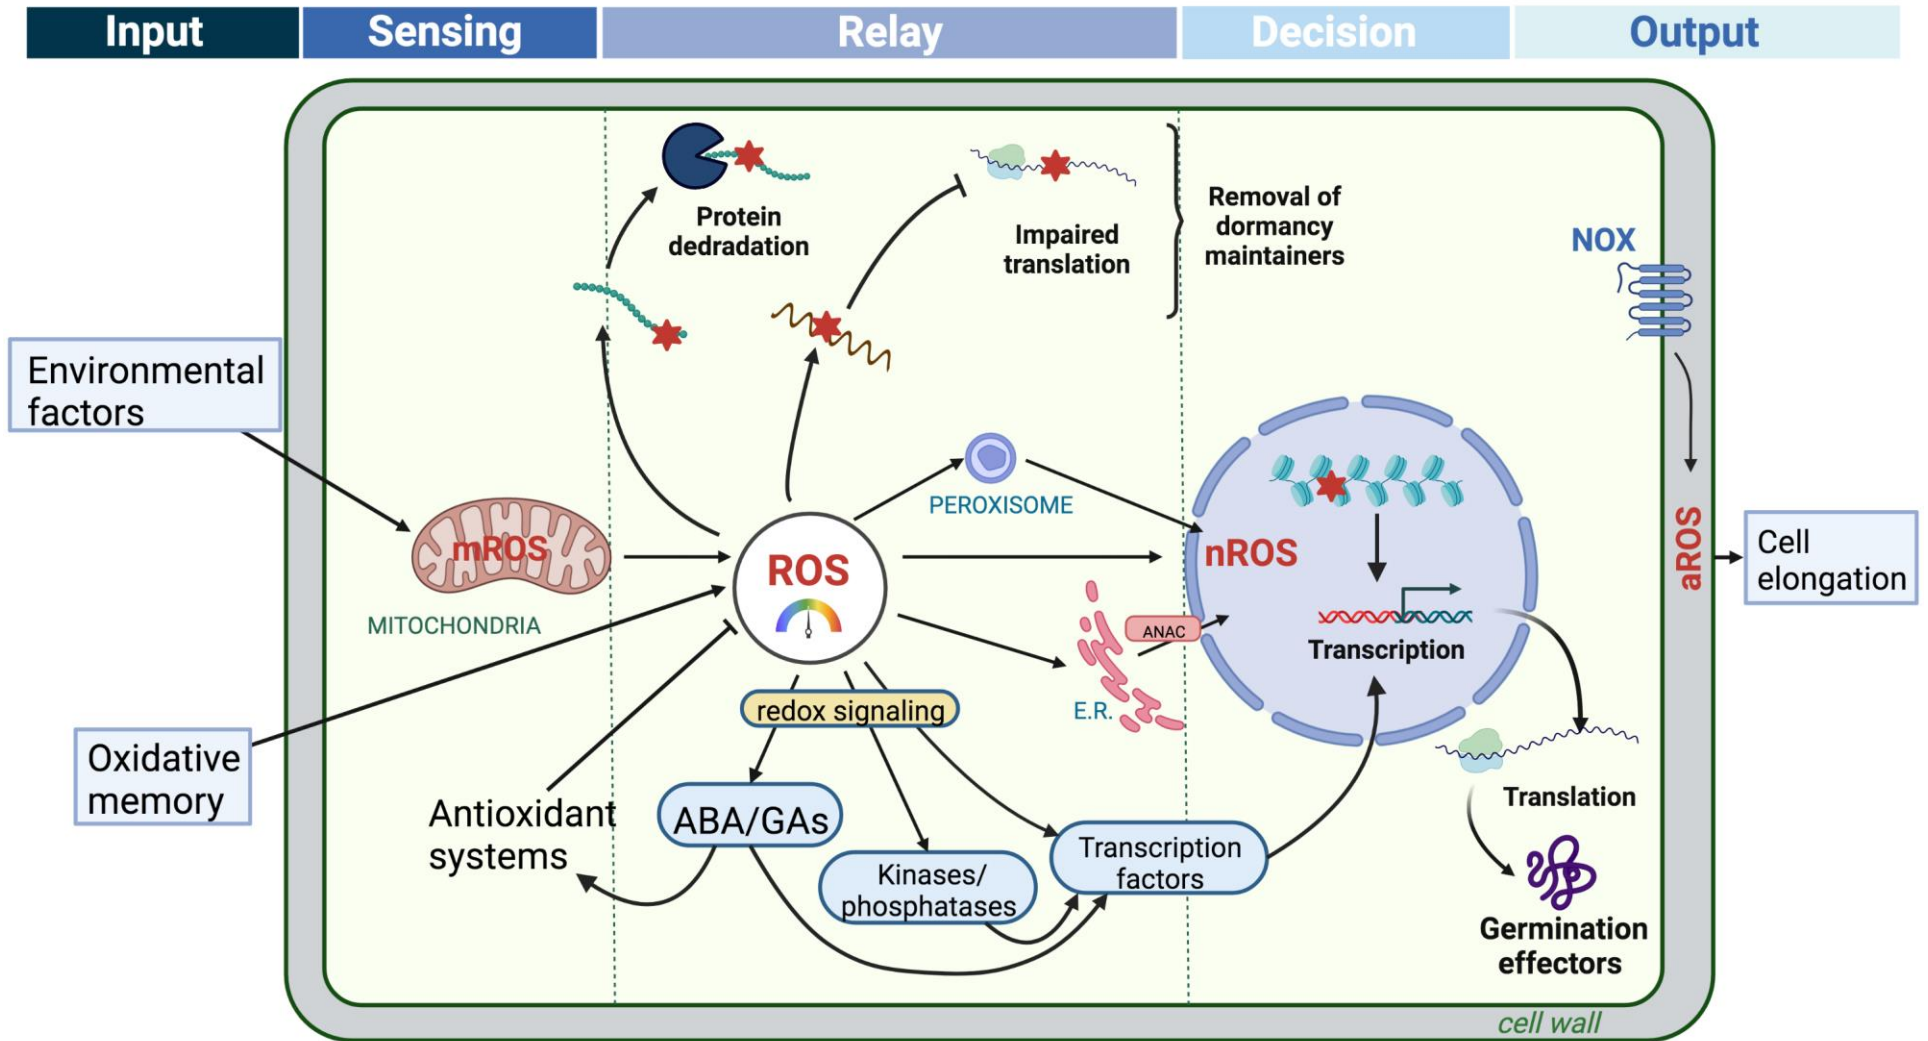 Input
Sensing
Relay
Decision
Output
Protein
dedradation
Impaired
translation
Removal of
dormancy
maintainers
NOX
Environmental
factors
mROS
MITOCHONDRIA
ROS
PEROXISOME
nROS
Transcription
aROS
Cell
elongation
ANAC
E.R.
redox signaling
Oxidative
memory
Antioxidant
systems
ABA/GAs
Kinases/
phosphatases
Transcription
factors
Translation
Germination
effectors
cell wall